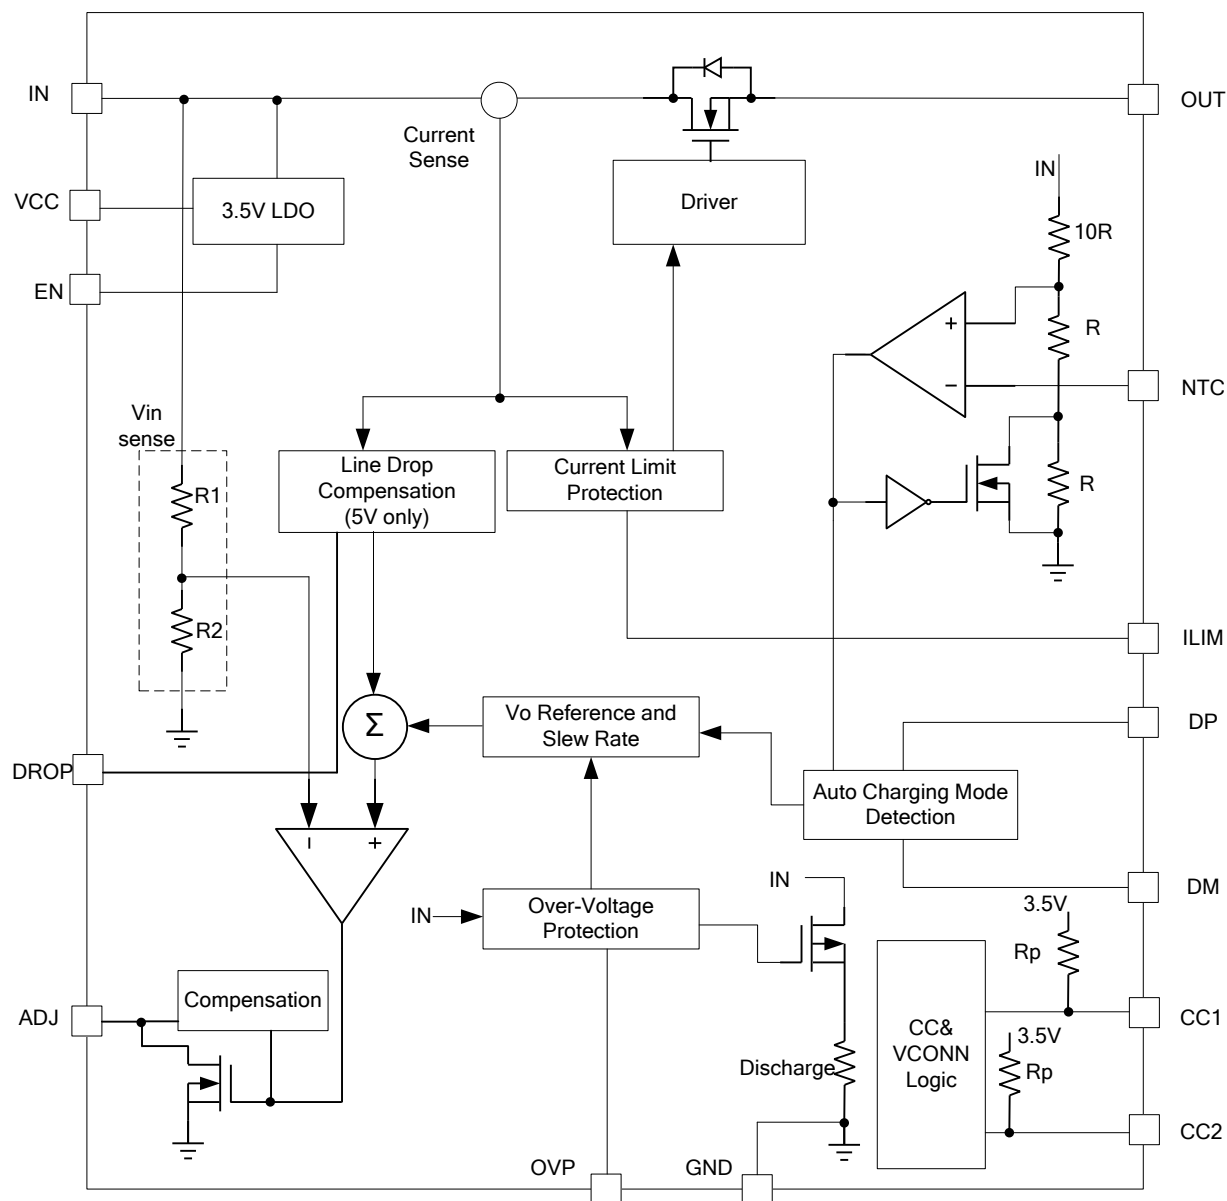 IN
OUT
Current
Sense
VCC
3.5V LDO
Driver
IN
10R
EN
+
R
−
NTC
Vin
sense
Line Drop
Compensation
(5V only)
Current Limit
Protection
R1
R
R2
ILIM
Σ
Vo Reference and
Slew Rate
DP
DROP
Auto Charging Mode
Detection
−
+
IN
DM
IN
Over-Voltage
Protection
3.5V
Rp
Compensation
ADJ
CC&
VCONN
Logic
CC1
3.5V
Discharge
Rp
CC2
OVP
GND